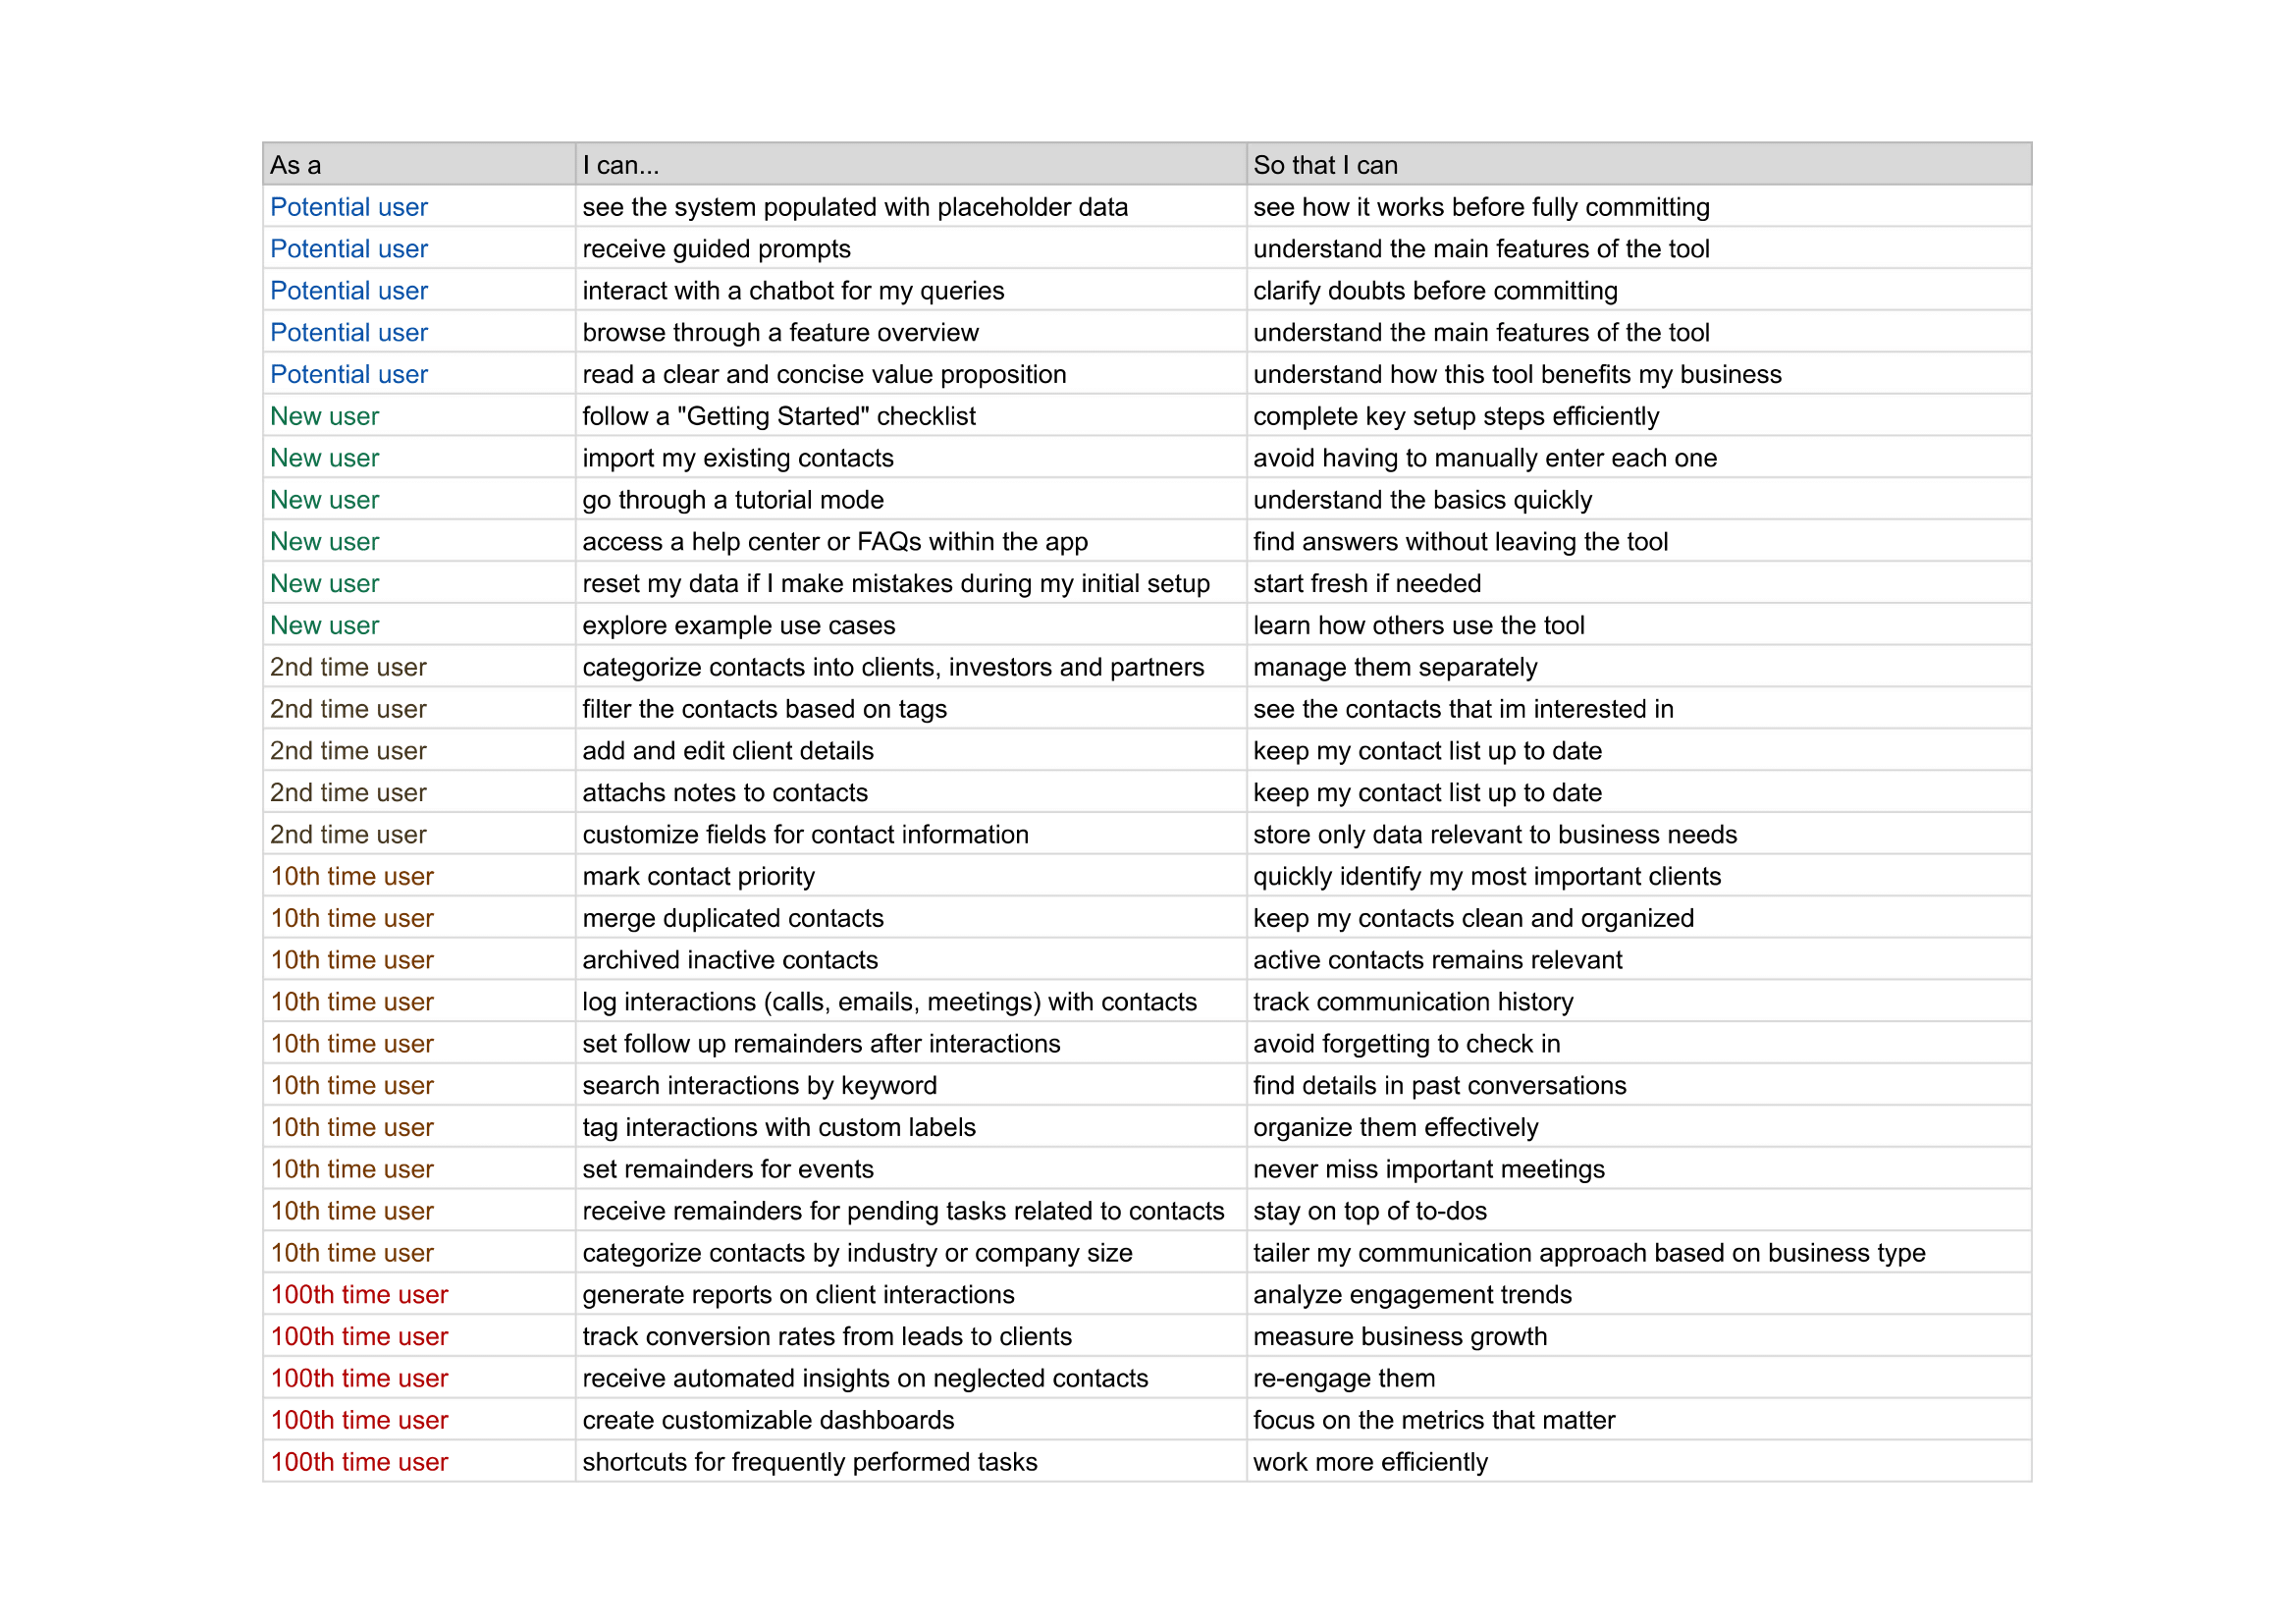 As a I can... So that I can
Potential user see the system populated with placeholder data see how it works before fully committing
Potential user receive guided prompts understand the main features of the tool
Potential user interact with a chatbot for my queries clarify doubts before committing
Potential user browse through a feature overview understand the main features of the tool
Potential user read a clear and concise value proposition understand how this tool benefits my business
New user follow a "Getting Started" checklist complete key setup steps efficiently
New user import my existing contacts avoid having to manually enter each one
New user go through a tutorial mode understand the basics quickly
New user access a help center or FAQs within the app find answers without leaving the tool
New user reset my data if I make mistakes during my initial setup start fresh if needed
New user explore example use cases learn how others use the tool
2nd time user categorize contacts into clients, investors and partners manage them separately
2nd time user filter the contacts based on tags see the contacts that im interested in
2nd time user add and edit client details keep my contact list up to date
2nd time user attachs notes to contacts keep my contact list up to date
2nd time user customize fields for contact information store only data relevant to business needs
10th time user mark contact priority quickly identify my most important clients
10th time user merge duplicated contacts keep my contacts clean and organized
10th time user archived inactive contacts active contacts remains relevant
10th time user log interactions (calls, emails, meetings) with contacts track communication history
10th time user set follow up remainders after interactions avoid forgetting to check in
10th time user search interactions by keyword find details in past conversations
10th time user tag interactions with custom labels organize them effectively
10th time user set remainders for events never miss important meetings
10th time user receive remainders for pending tasks related to contacts stay on top of to-dos
10th time user categorize contacts by industry or company size tailer my communication approach based on business type
100th time user generate reports on client interactions analyze engagement trends
100th time user track conversion rates from leads to clients measure business growth
100th time user receive automated insights on neglected contacts re-engage them
100th time user create customizable dashboards focus on the metrics that matter
100th time user shortcuts for frequently performed tasks work more efficiently